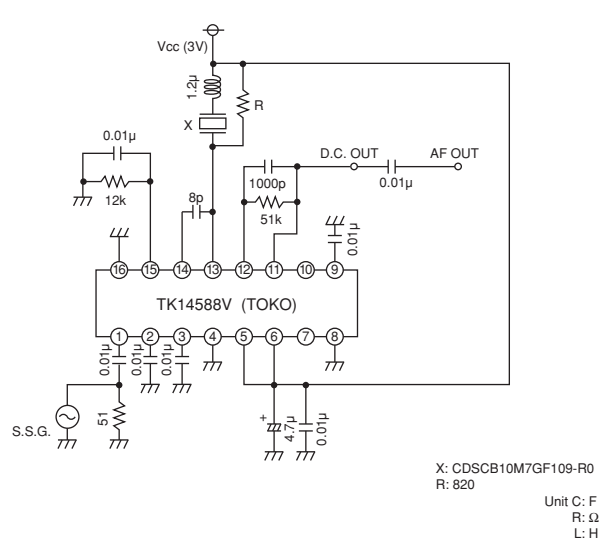 Vcc (3V)
1.2μ
R
X
0.01μ
12k
8p
1000p
51k
D.C. OUT
AF OUT
0.01μ
0.01μ
16 15 14 13 12 11 10 9
TK14588V (TOKO)
1 2 3 4 5 6 7 8
0.01μ
0.01μ
0.01μ
S.S.G.
51
+
4.7μ
0.01μ
X: CDSCB10M7GF109-R0
R: 820
Unit C: F
R: Ω
L: H